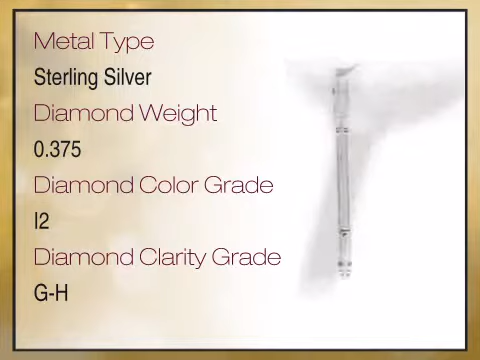 Metal Type
Sterling Silver
Diamond Weight
0.375
Diamond Color Grade
I2
Diamond Clarity Grade
G-H